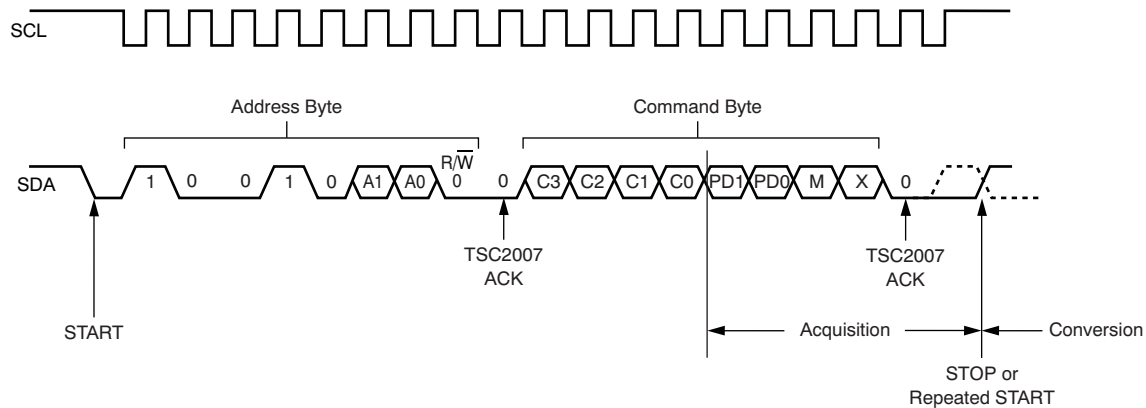 SCL
Address Byte
Command Byte
R/W̅
SDA
1 0 0 1 0 A1 A0 0 0 C3 C2 C1 C0 PD1 PD0 M X 0
TSC2007
ACK
TSC2007
ACK
START
Acquisition
Conversion
STOP or
Repeated START